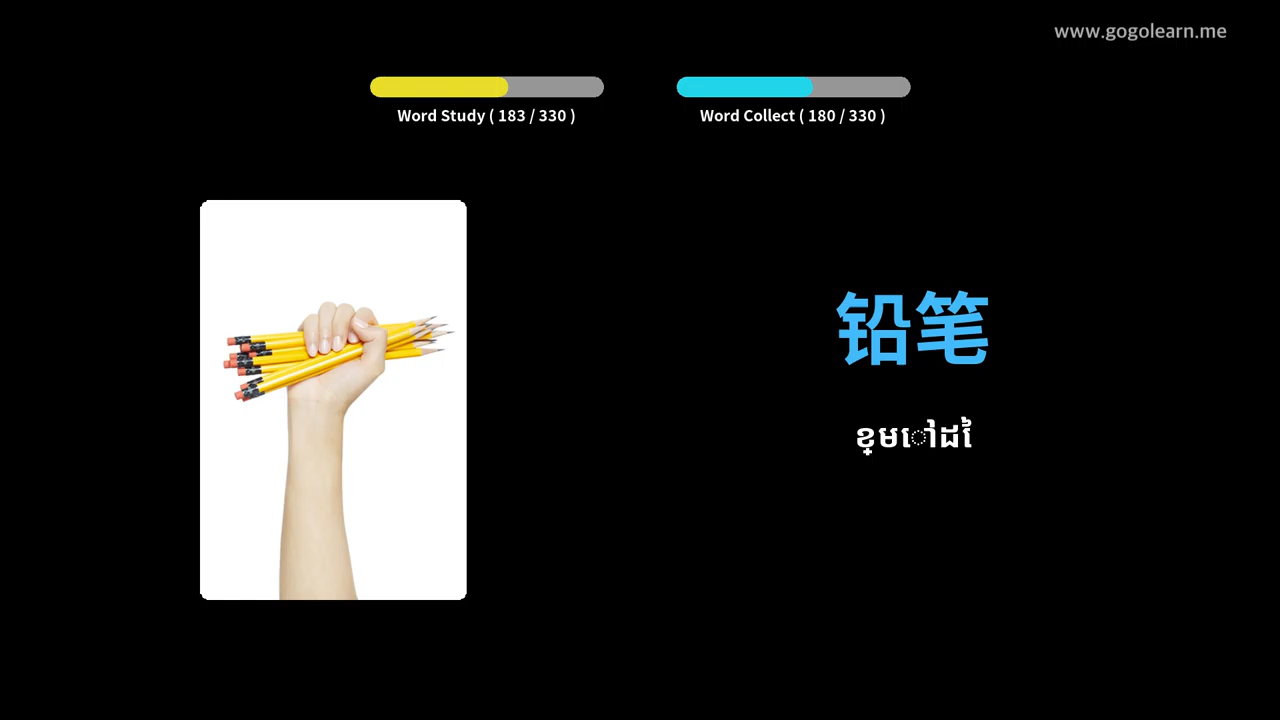 www.gogolearn.me
Word Study ( 183 / 330 )
Word Collect ( 180 / 330 )
铅笔
ខ្មៅដៃ